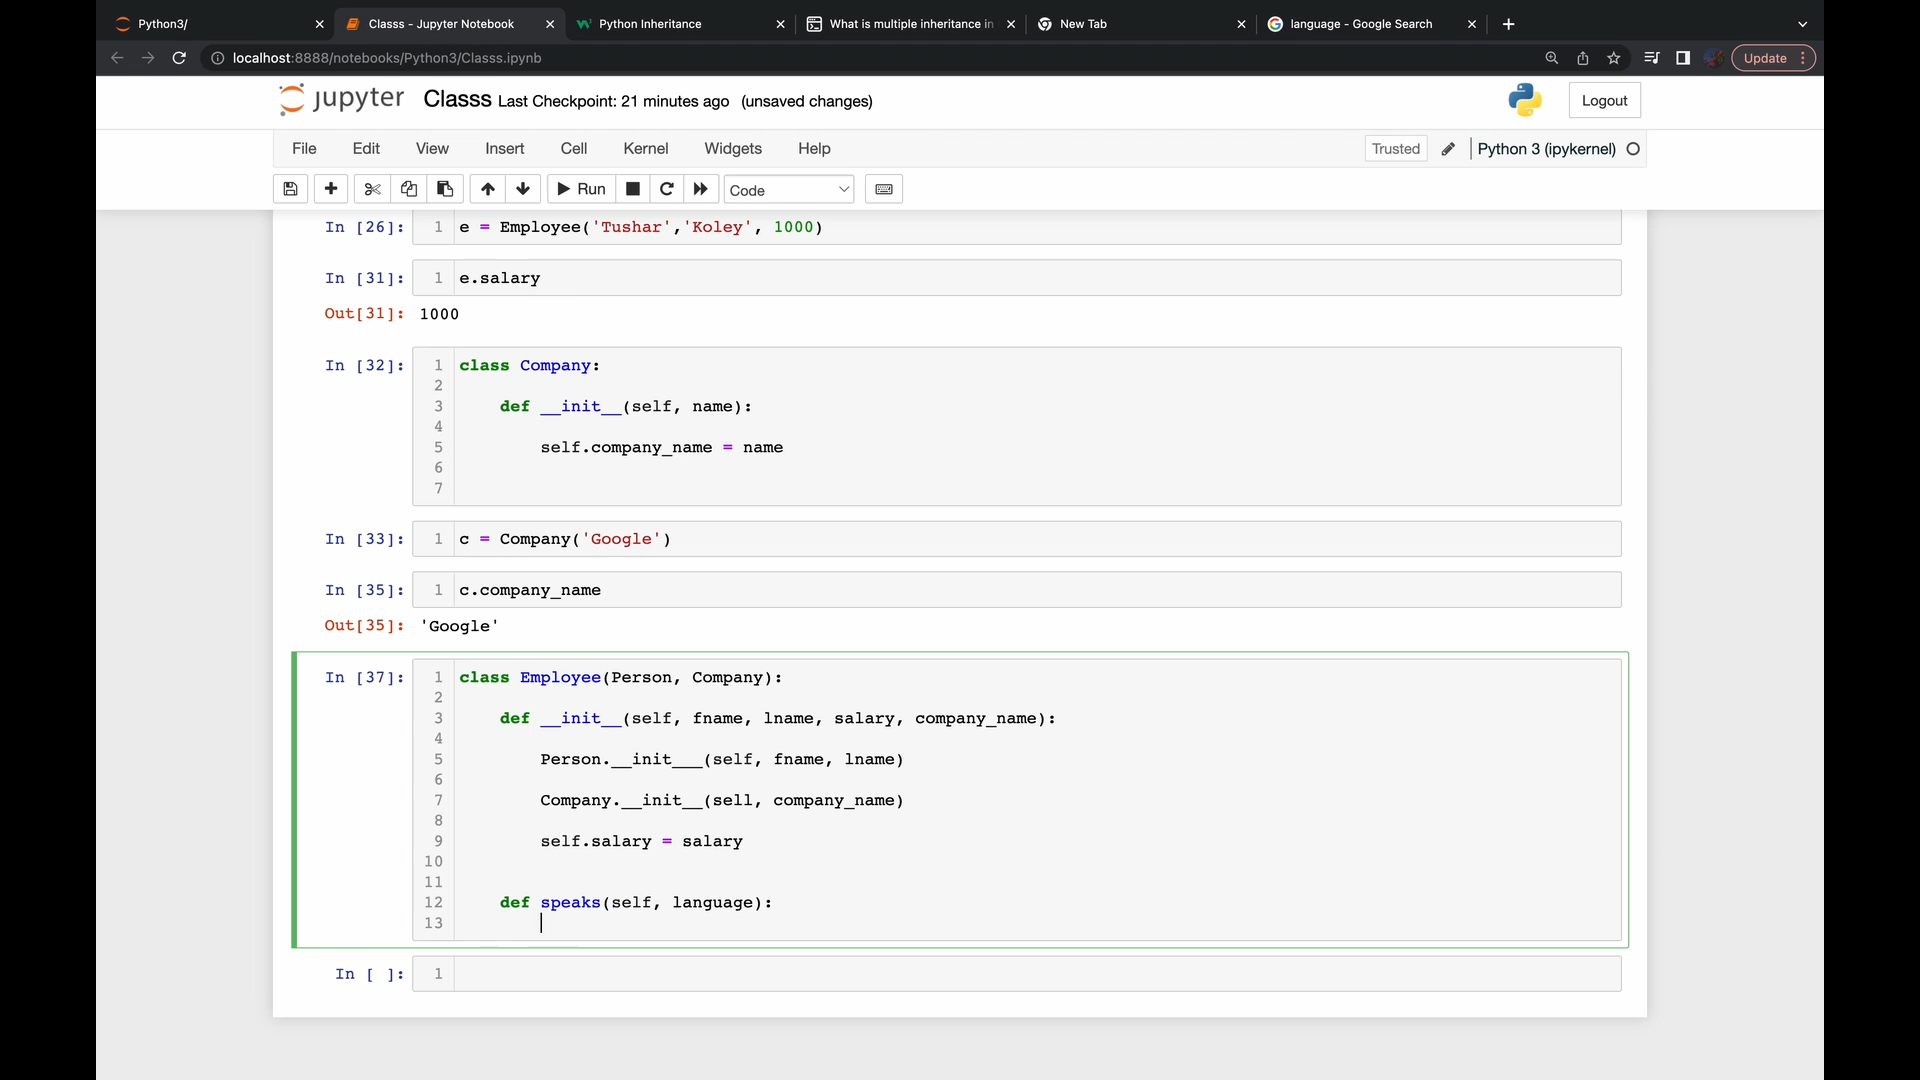 Python3/
Classs - Jupyter Notebook
Python Inheritance
What is multiple inheritance in
New Tab
language - Google Search
localhost:8888/notebooks/Python3/Classs.ipynb
Update
jupyter Classs Last Checkpoint: 21 minutes ago (unsaved changes)
Logout
File Edit View Insert Cell Kernel Widgets Help
Trusted
Python 3 (ipykernel)
Run
Code
In [26]: 1 e = Employee('Tushar','Koley', 1000)
In [31]: 1 e.salary
Out[31]: 1000
In [32]: 1 class Company:
2
3 def __init__(self, name):
4
5 self.company_name = name
6
7
In [33]: 1 c = Company('Google')
In [35]: 1 c.company_name
Out[35]: 'Google'
In [37]: 1 class Employee(Person, Company):
2
3 def __init__(self, fname, lname, salary, company_name):
4
5 Person.__init___(self, fname, lname)
6
7 Company.__init__(sell, company_name)
8
9 self.salary = salary
10
11
12 def speaks(self, language):
13
In [ ]: 1